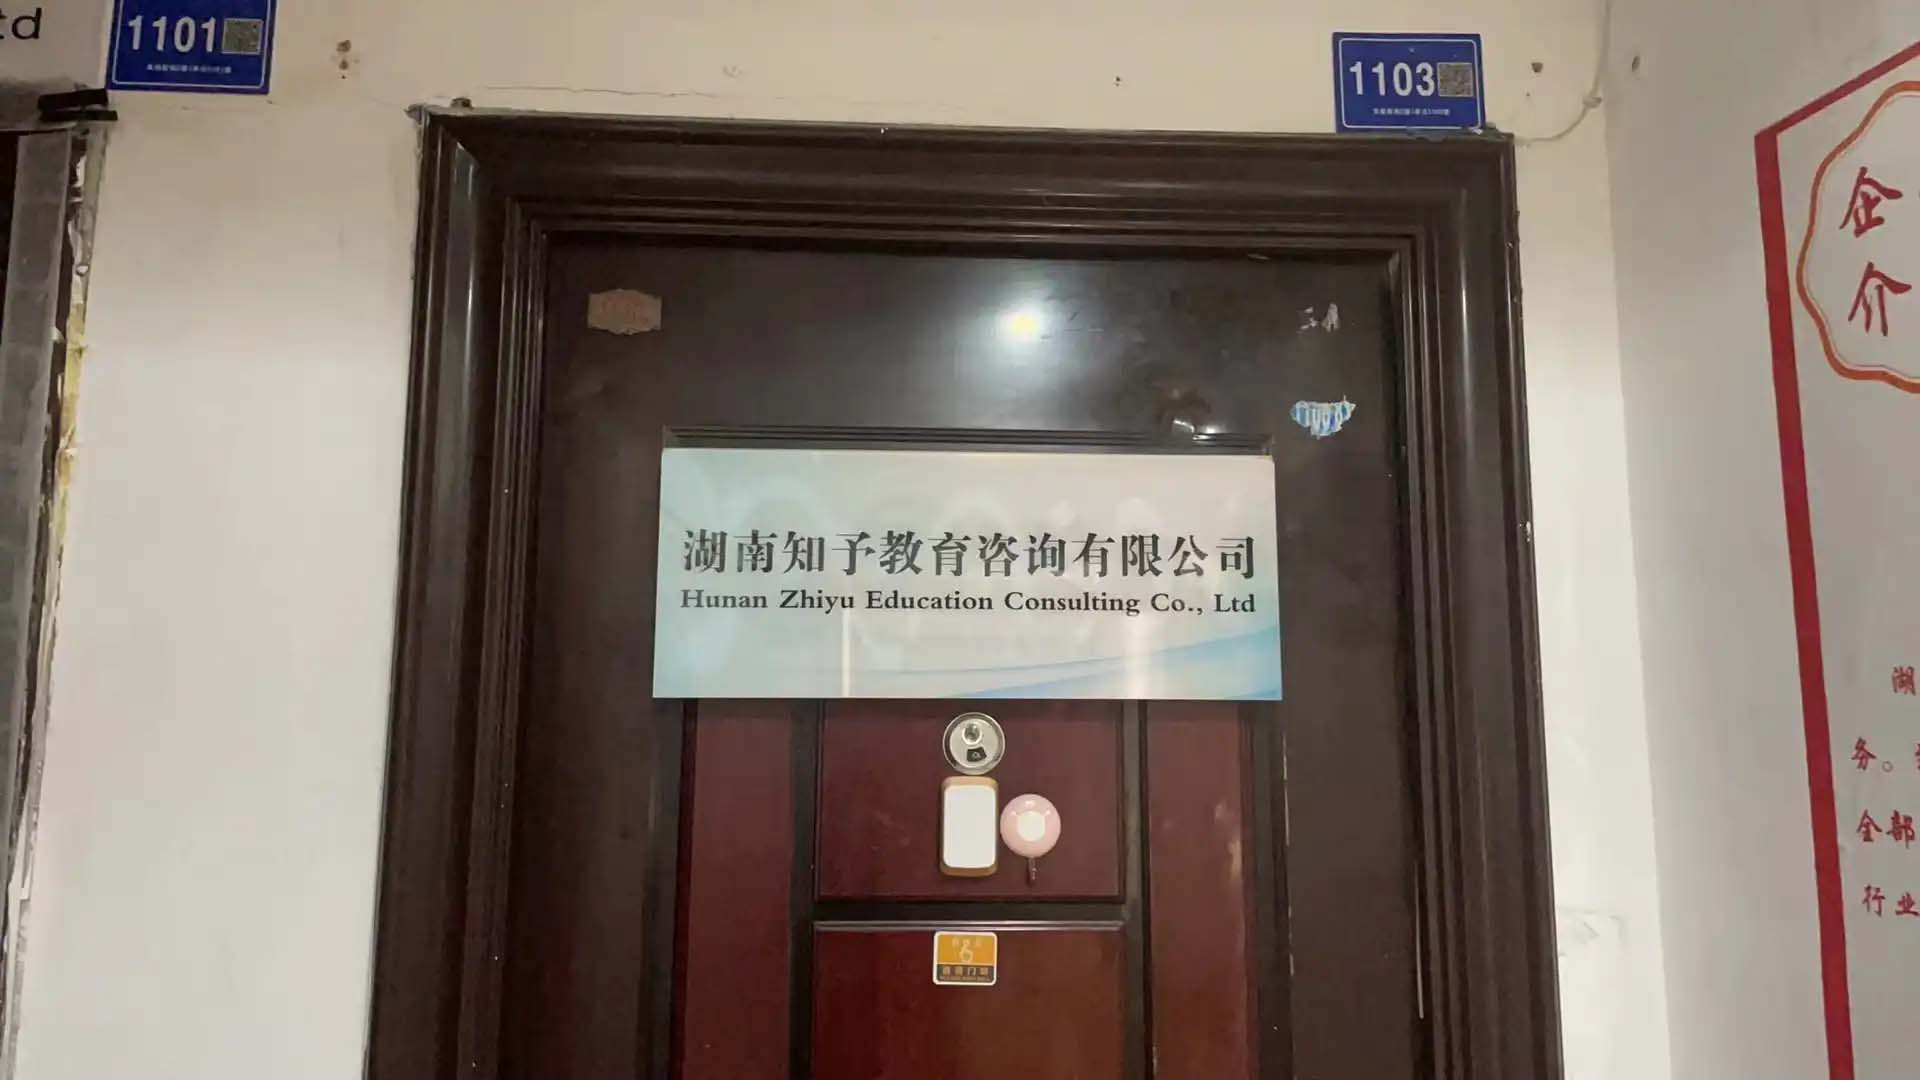 td
1101
1103
企
介
湖南知予教育咨询有限公司
Hunan Zhiyu Education Consulting Co., Ltd
湖
务。
全部
行业